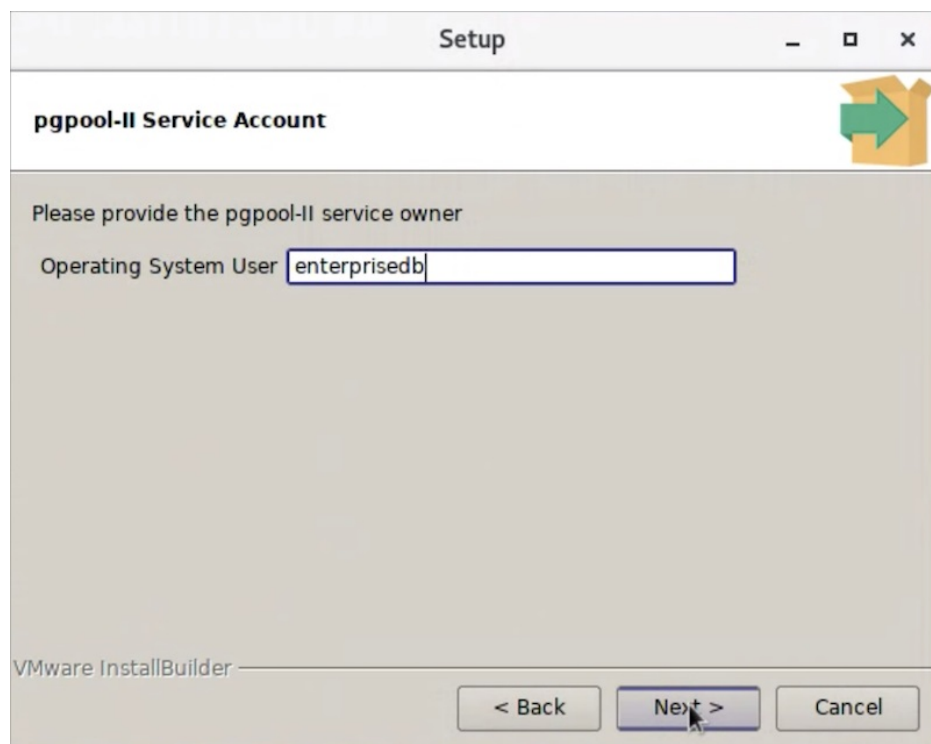 Setup
pgpool-II Service Account
Please provide the pgpool-II service owner
Operating System User enterprisedb
VMware InstallBuilder
< Back Next > Cancel